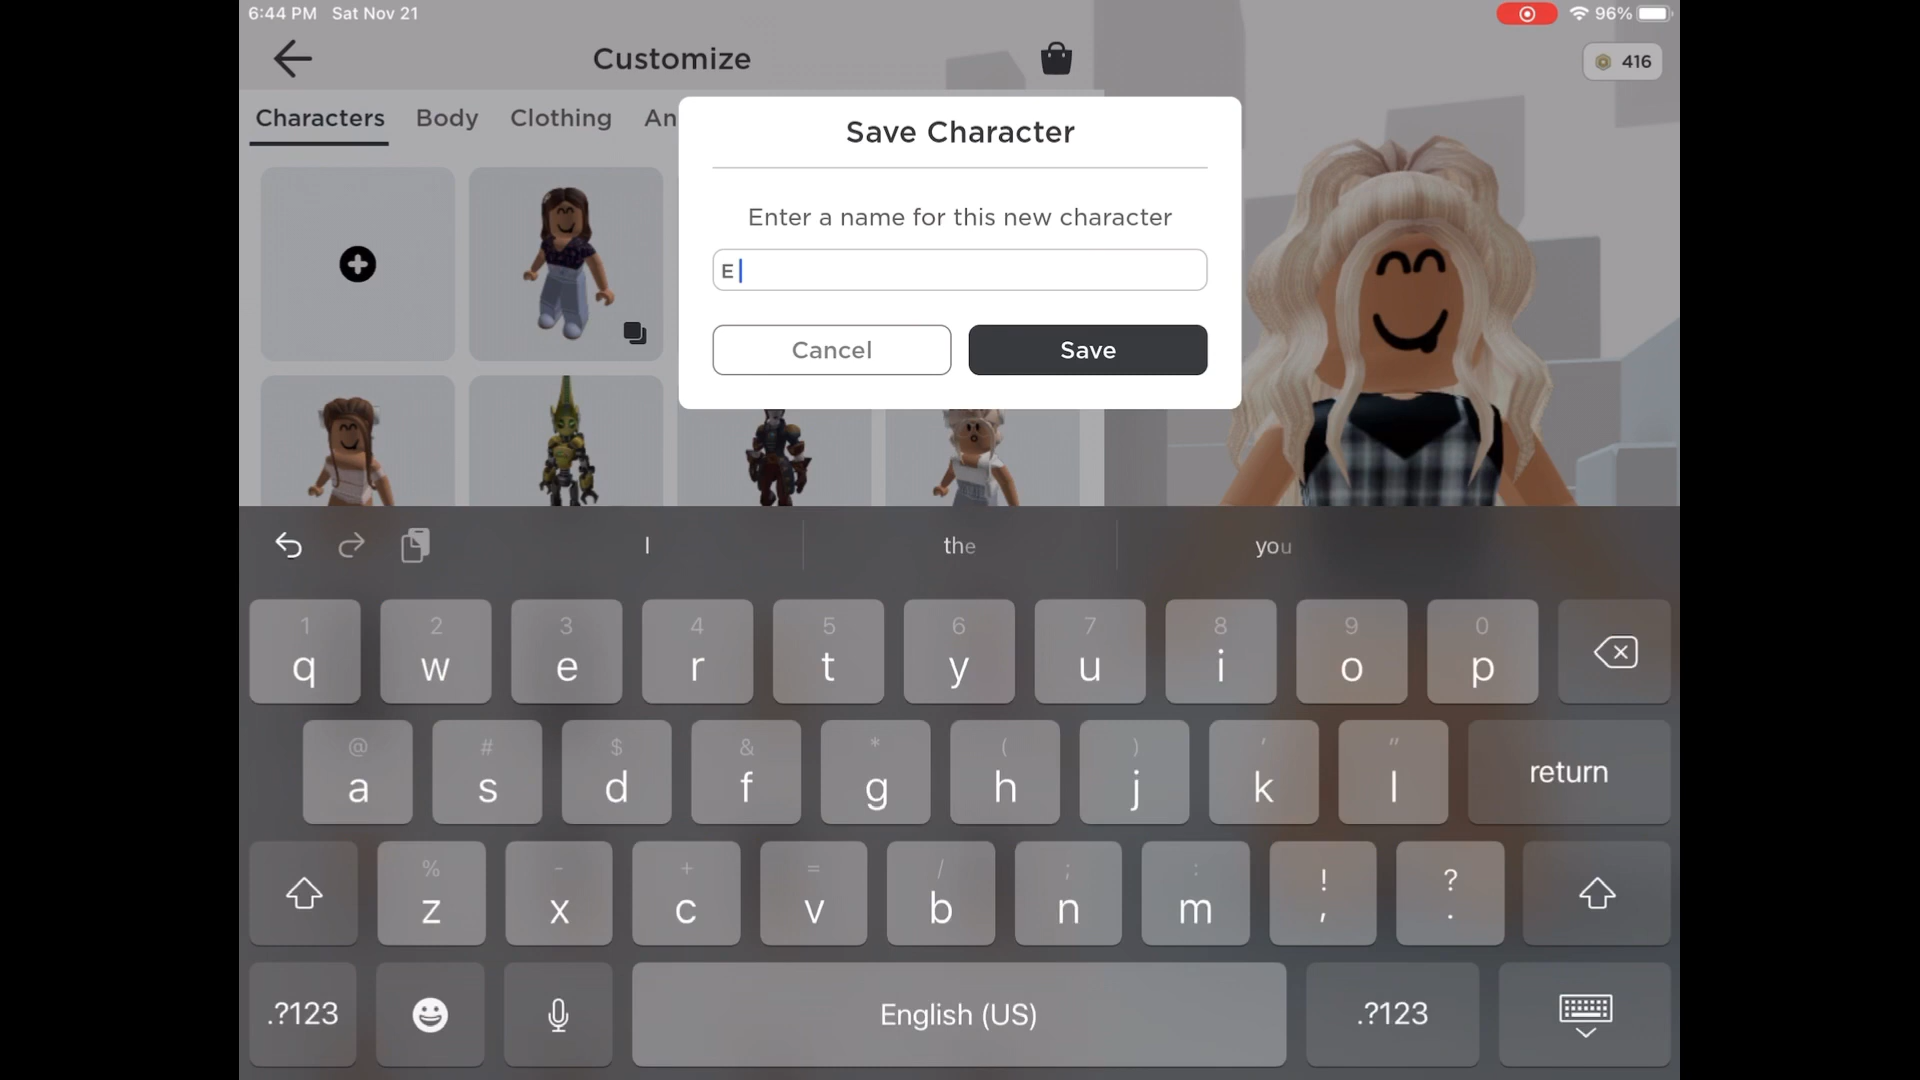 6:44 PM Sat Nov 21
96%
Customize
416
Characters Body Clothing An
Save Character
Enter a name for this new character
E
Cancel Save
I the you
1 2 3 4 5 6 7 8 9 0
q w e r t y u i o p
@ # $ & * ( ) ' "
a s d f g h j k l return
% - + = / ; : ! ?
z x c v b n m , .
.?123 English (US) .?123